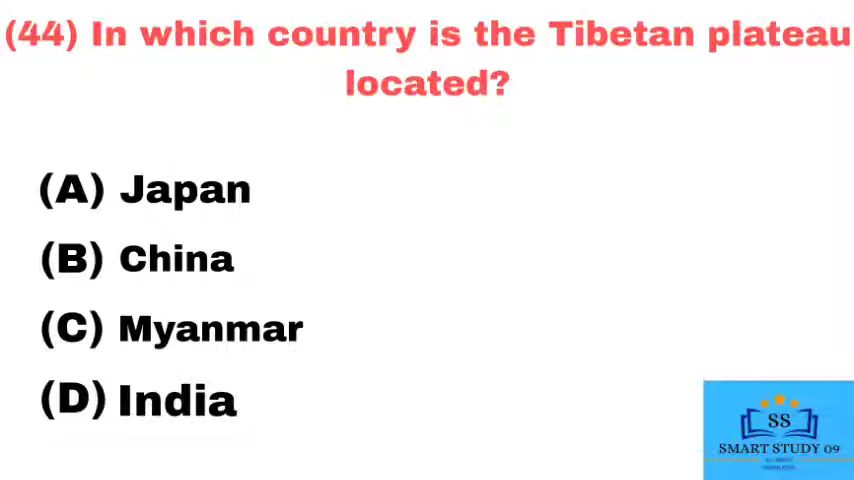 (44) In which country is the Tibetan plateau
located?
(A) Japan
(B) China
(C) Myanmar
(D) India
SS
SMART STUDY 09